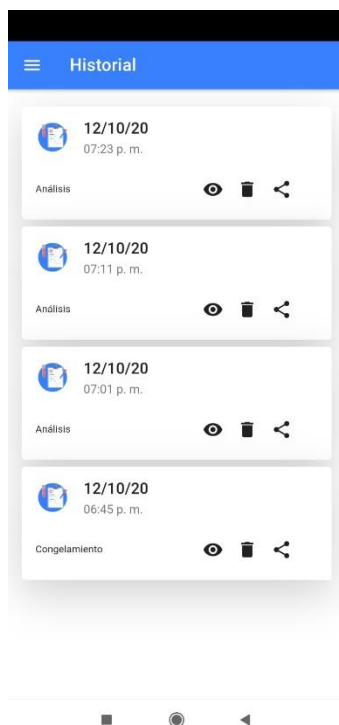 Historial
12/10/20
07:23 p. m.
Análisis
12/10/20
07:11 p. m.
Análisis
12/10/20
07:01 p. m.
Análisis
12/10/20
06:45 p. m.
Congelamiento